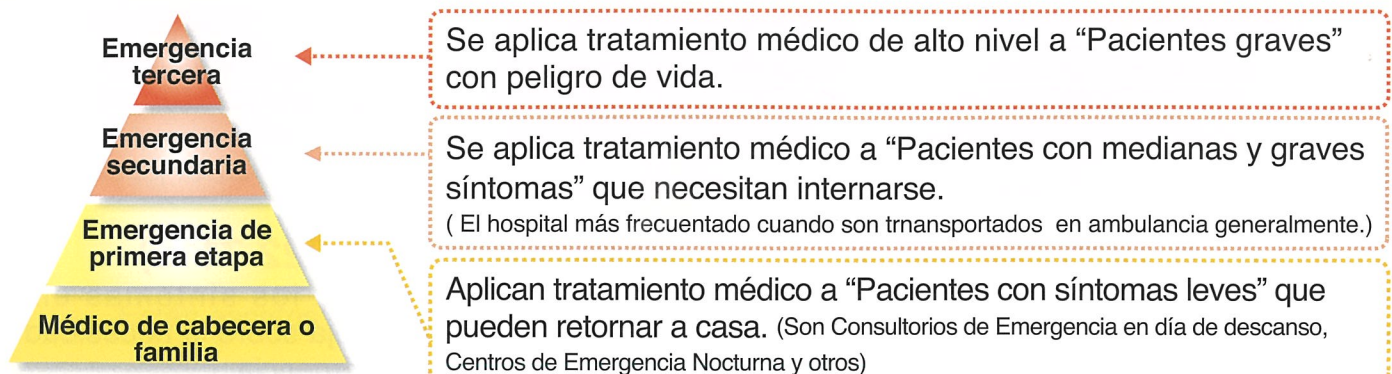 Emergencia
tercera
Se aplica tratamiento médico de alto nivel a “Pacientes graves”
con peligro de vida.
Emergencia
secundaria
Se aplica tratamiento médico a “Pacientes con medianas y graves
síntomas” que necesitan internarse.
( El hospital más frecuentado cuando son trnansportados en ambulancia generalmente.)
Emergencia de
primera etapa
Aplican tratamiento médico a “Pacientes con síntomas leves” que
pueden retornar a casa. (Son Consultorios de Emergencia en día de descanso,
Centros de Emergencia Nocturna y otros)
Médico de cabecera o
familia